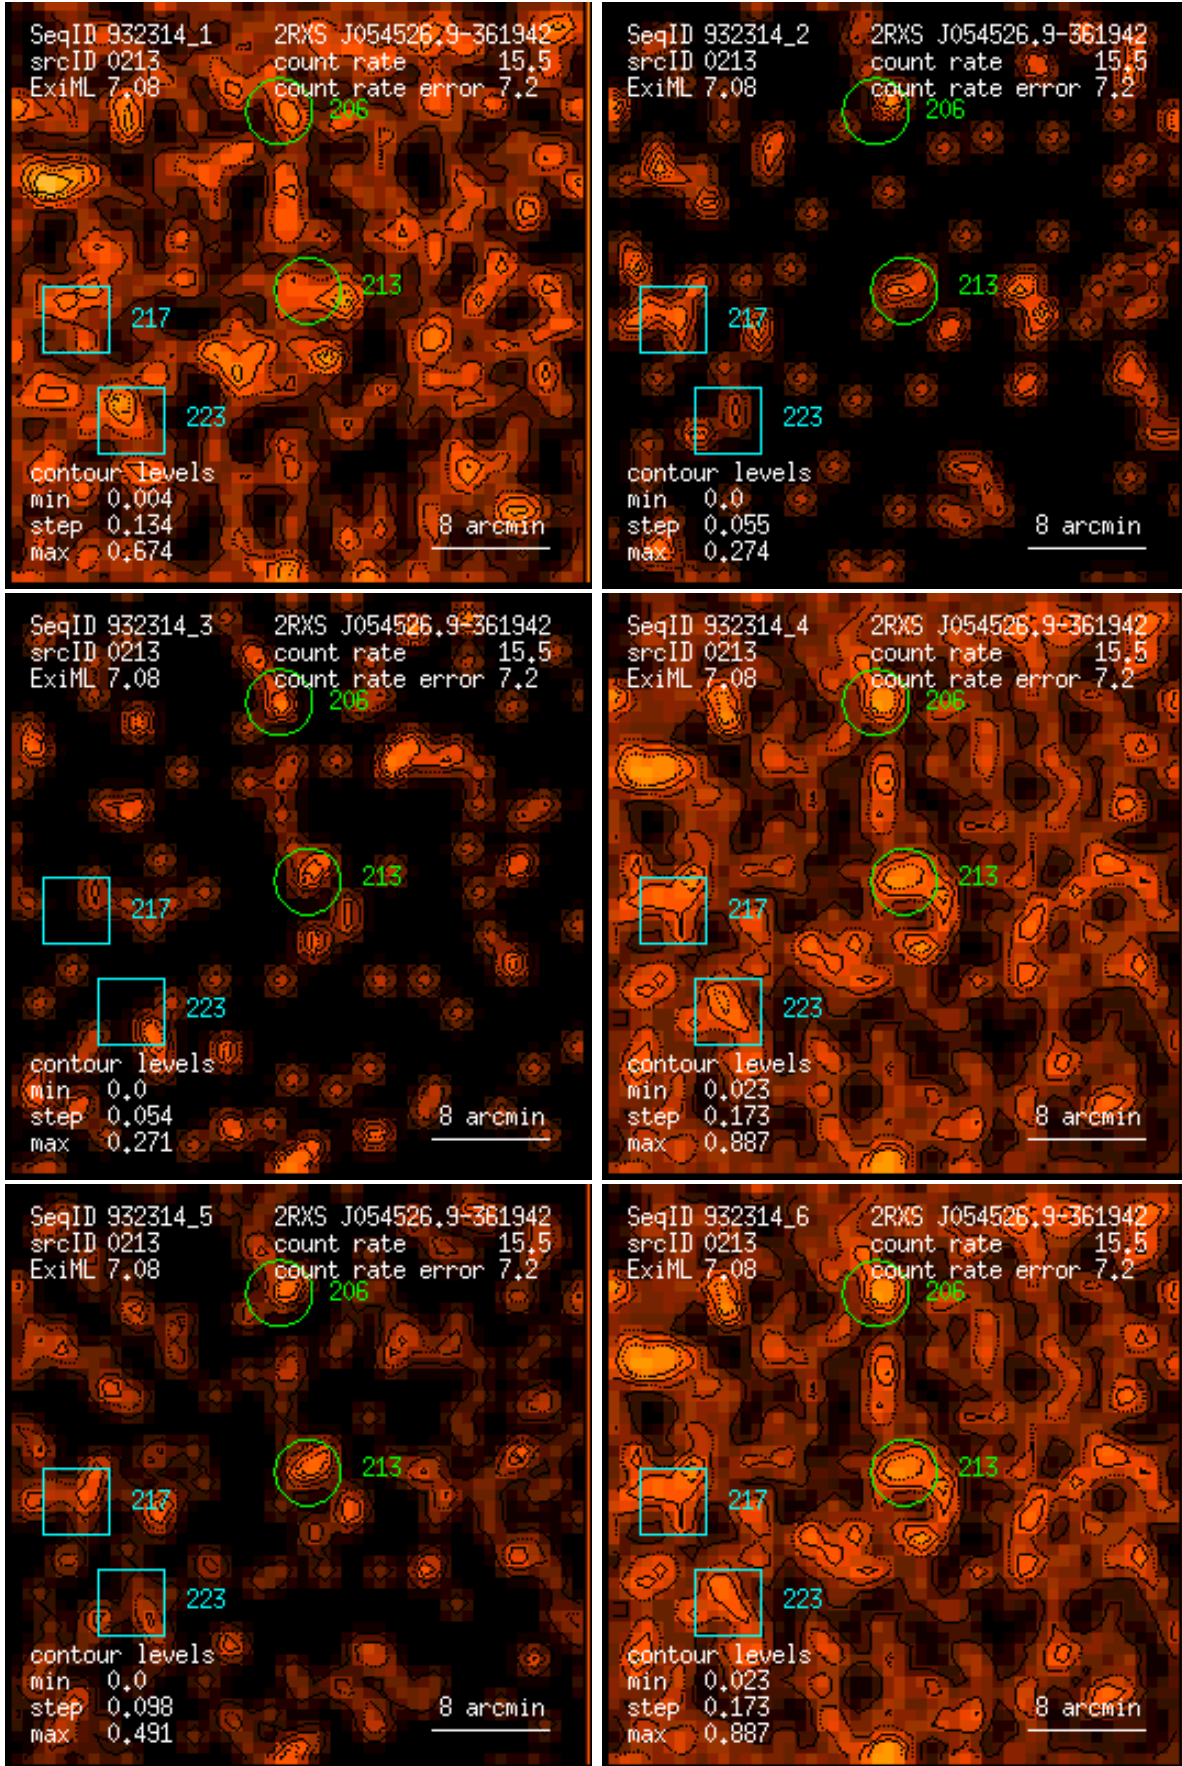 SeqID 932314_1 2RXS J054526.9-361942
srcID 0213 count rate 15.5
ExiML 7.08 count rate error 7.2
206
213
217
223
contour levels
min 0.004
step 0.134 8 arcmin
max 0.674
SeqID 932314_2 2RXS J054526.9-361942
srcID 0213 count rate 15.5
ExiML 7.08 count rate error 7.2
206
213
217
223
contour levels
min 0.0
step 0.055 8 arcmin
max 0.274
SeqID 932314_3 2RXS J054526.9-361942
srcID 0213 count rate 15.5
ExiML 7.08 count rate error 7.2
206
213
217
223
contour levels
min 0.0
step 0.054 8 arcmin
max 0.271
SeqID 932314_4 2RXS J054526.9-361942
srcID 0213 count rate 15.5
ExiML 7.08 count rate error 7.2
206
213
217
223
contour levels
min 0.023
step 0.173 8 arcmin
max 0.887
SeqID 932314_5 2RXS J054526.9-361942
srcID 0213 count rate 15.5
ExiML 7.08 count rate error 7.2
206
213
217
223
contour levels
min 0.0
step 0.098 8 arcmin
max 0.491
SeqID 932314_6 2RXS J054526.9-361942
srcID 0213 count rate 15.5
ExiML 7.08 count rate error 7.2
206
213
217
223
contour levels
min 0.023
step 0.173 8 arcmin
max 0.887